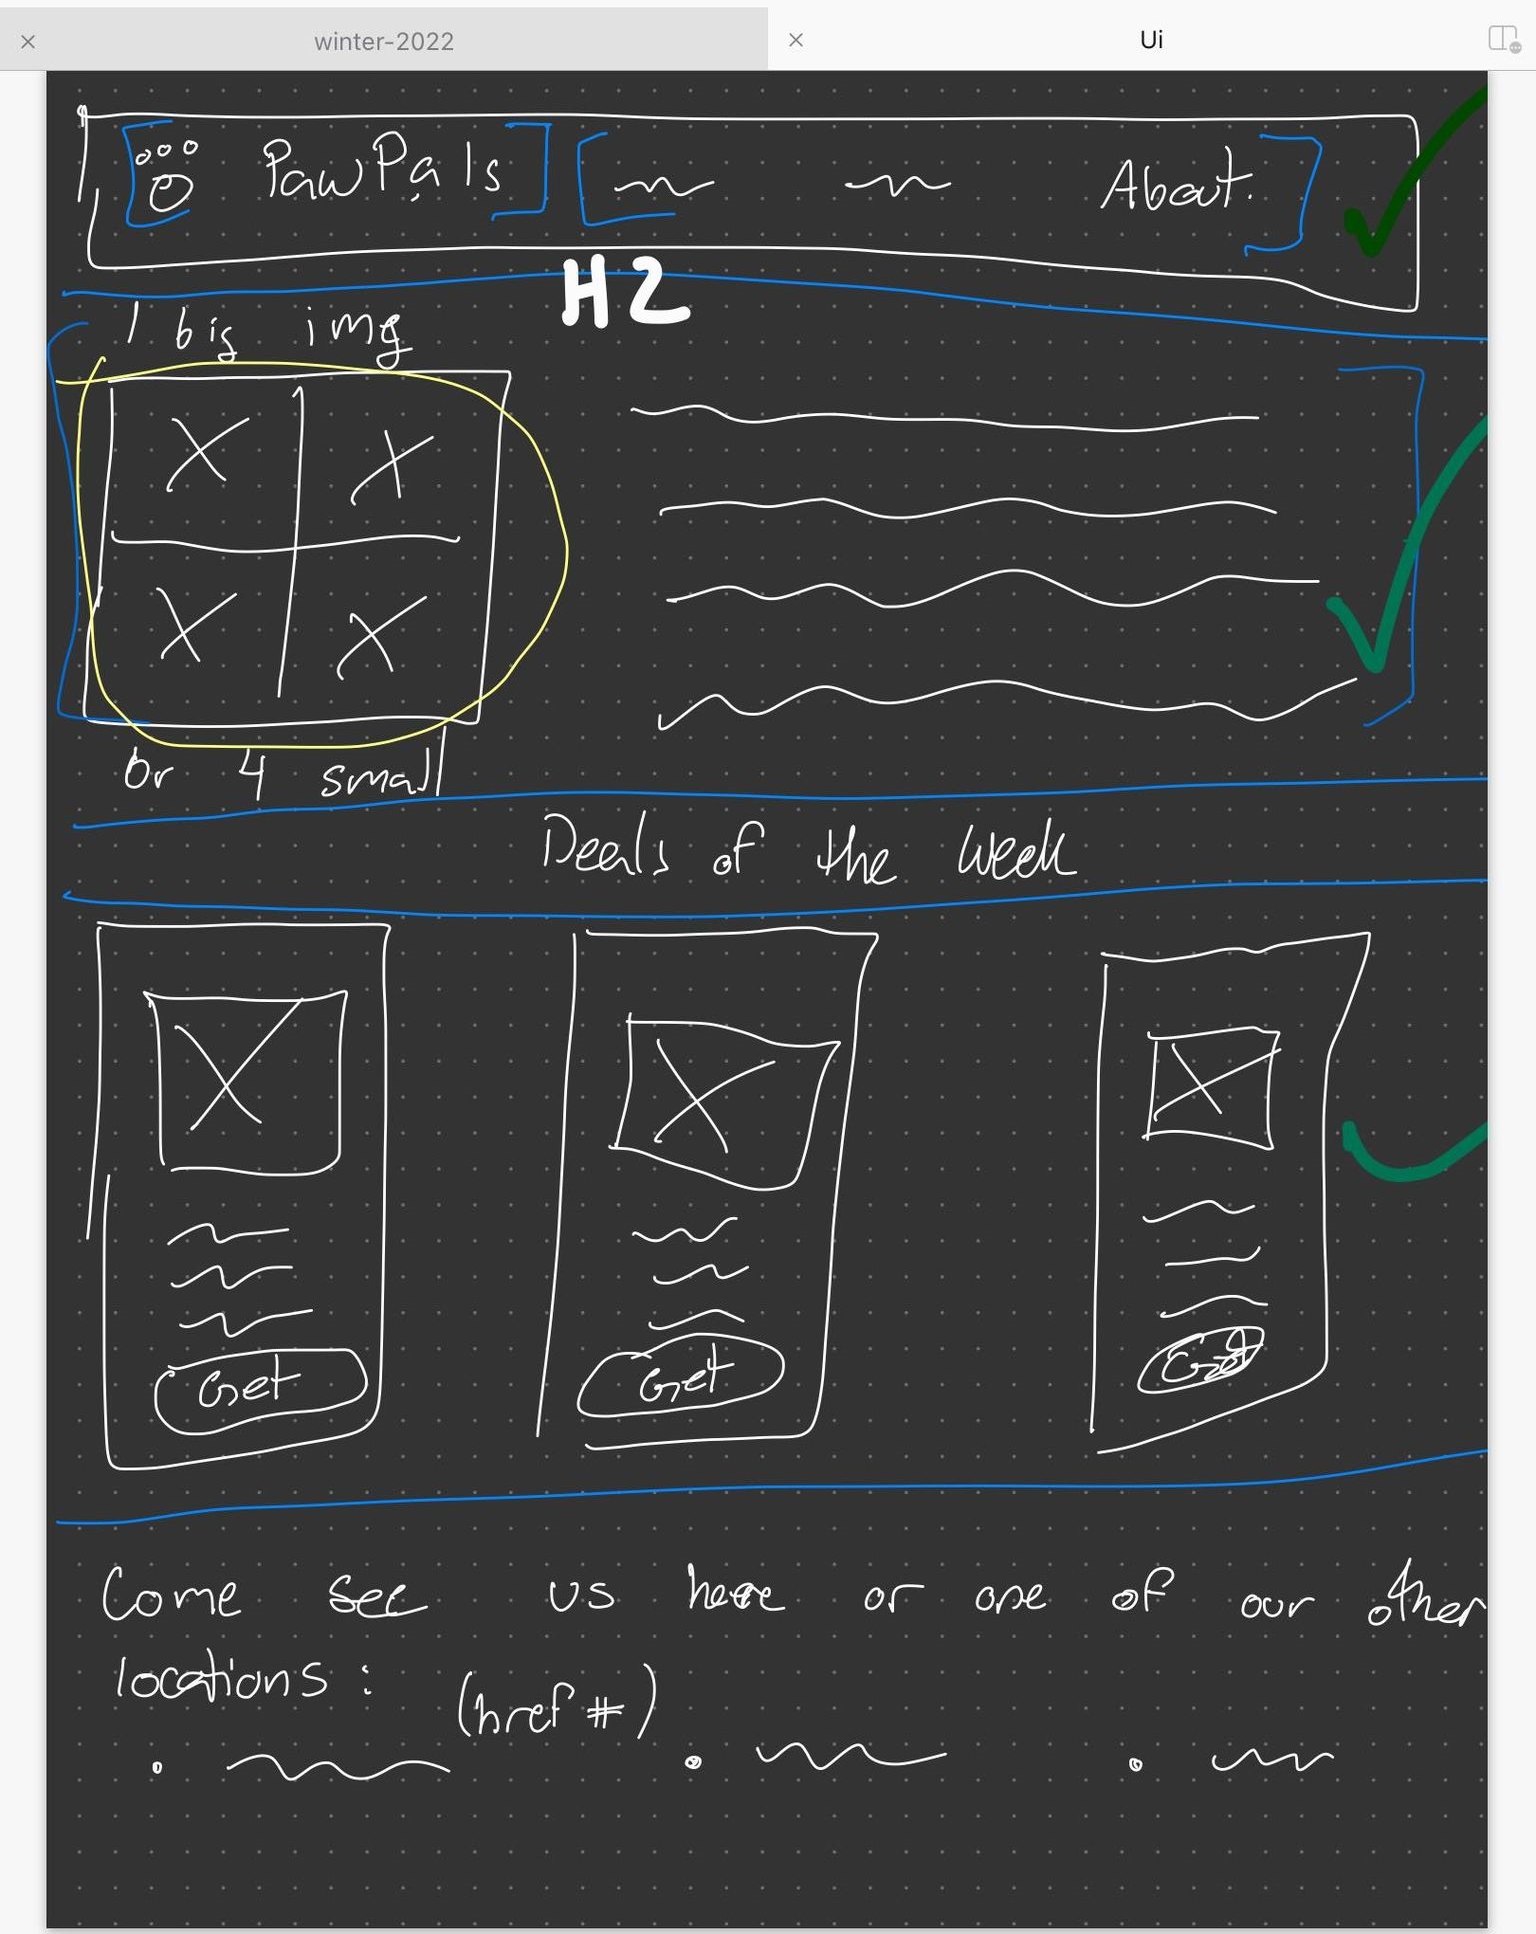 winter-2022
Ui
PawPals
About.
H2
1 big img
or 4 small
Deals of the week
Get
Get
Get
Come see us here or one of our other
locations:
(href #)